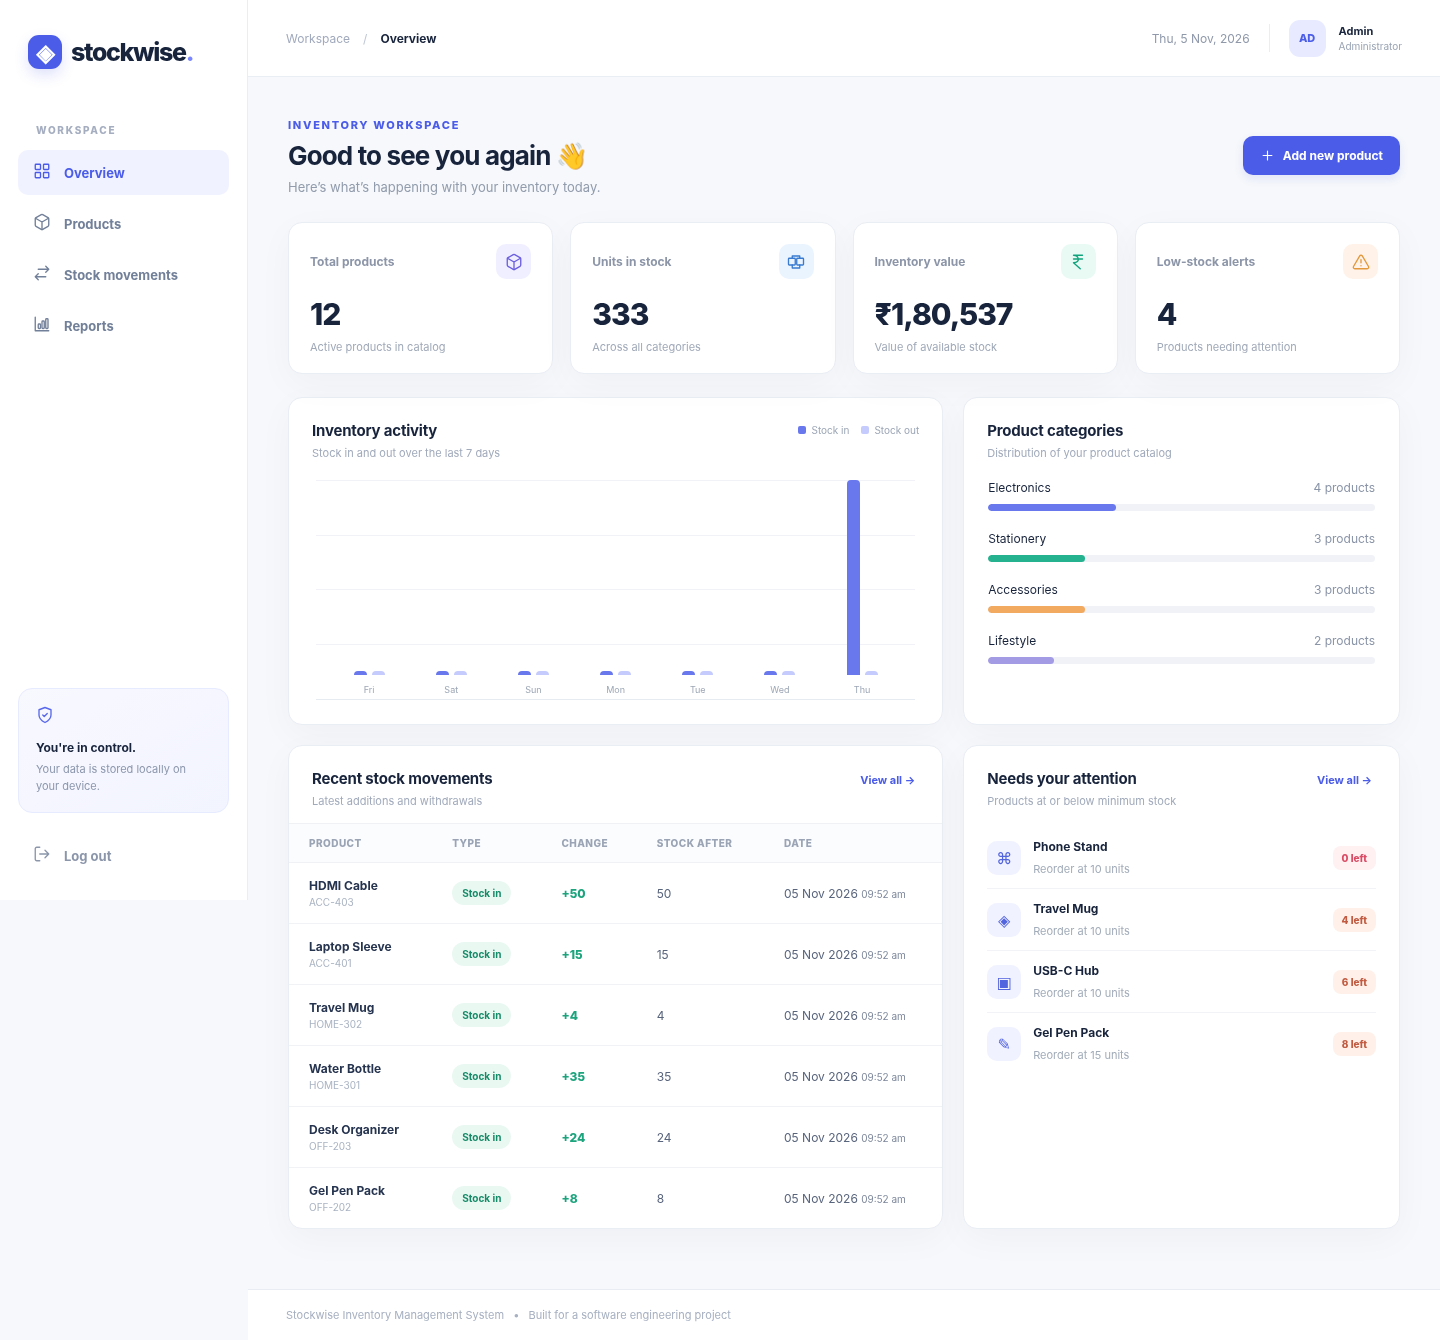 stockwise.
Workspace / Overview
Thu, 5 Nov, 2026
AD
Admin
Administrator
WORKSPACE
Overview
Products
Stock movements
Reports
You're in control.
Your data is stored locally on
your device.
Log out
INVENTORY WORKSPACE
Good to see you again 👋
Here’s what’s happening with your inventory today.
Add new product
Total products
12
Active products in catalog
Units in stock
333
Across all categories
Inventory value
₹
₹1,80,537
Value of available stock
Low-stock alerts
4
Products needing attention
Inventory activity
Stock in and out over the last 7 days
Stock in Stock out
Fri Sat Sun Mon Tue Wed Thu
Product categories
Distribution of your product catalog
Electronics 4 products
Stationery 3 products
Accessories 3 products
Lifestyle 2 products
Recent stock movements
Latest additions and withdrawals
View all →
PRODUCT TYPE CHANGE STOCK AFTER DATE
HDMI Cable
ACC-403
Stock in +50 50 05 Nov 2026 09:52 am
Laptop Sleeve
ACC-401
Stock in +15 15 05 Nov 2026 09:52 am
Travel Mug
HOME-302
Stock in +4 4 05 Nov 2026 09:52 am
Water Bottle
HOME-301
Stock in +35 35 05 Nov 2026 09:52 am
Desk Organizer
OFF-203
Stock in +24 24 05 Nov 2026 09:52 am
Gel Pen Pack
OFF-202
Stock in +8 8 05 Nov 2026 09:52 am
Needs your attention
Products at or below minimum stock
View all →
Phone Stand
Reorder at 10 units
0 left
Travel Mug
Reorder at 10 units
4 left
USB-C Hub
Reorder at 10 units
6 left
Gel Pen Pack
Reorder at 15 units
8 left
Stockwise Inventory Management System • Built for a software engineering project